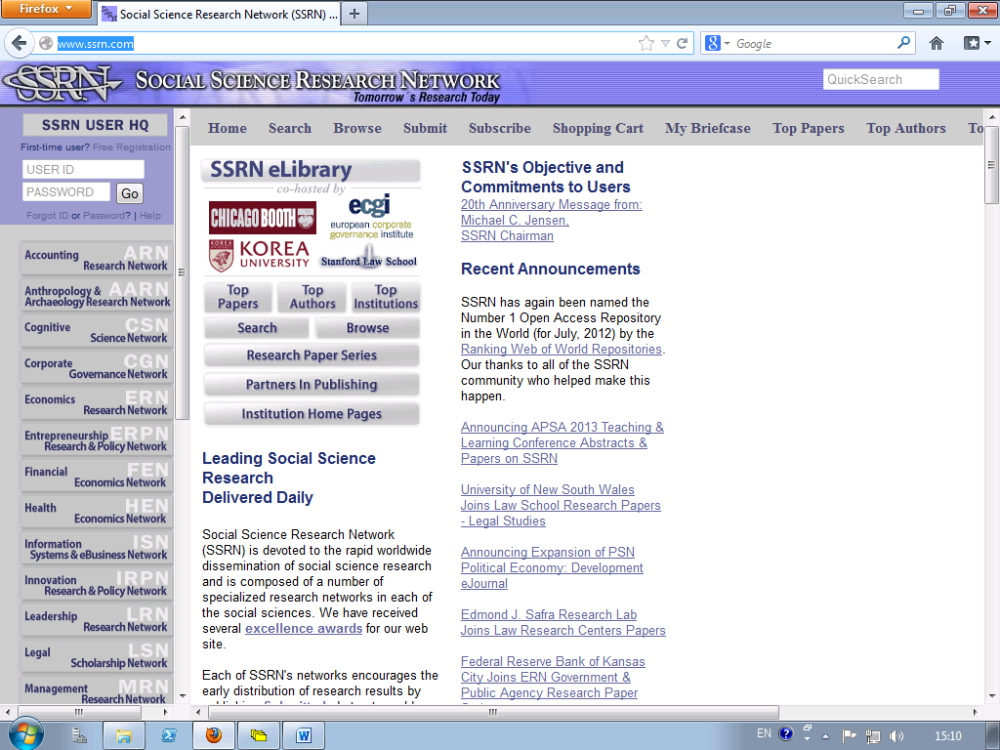 Firefox
Social Science Research Network (SSRN) ...
www.ssrn.com
Google
SSRN SOCIAL SCIENCE RESEARCH NETWORK
Tomorrow's Research Today
QuickSearch
SSRN USER HQ
First-time user? Free Registration
USER ID
PASSWORD
Go
Forgot ID or Password? | Help
Accounting ARN
Research Network
Anthropology & AARN
Archaeology Research Network
Cognitive CSN
Science Network
Corporate CGN
Governance Network
Economics ERN
Research Network
Entrepreneurship ERPN
Research & Policy Network
Financial FEN
Economics Network
Health HEN
Economics Network
Information ISN
Systems & eBusiness Network
Innovation IRPN
Research & Policy Network
Leadership LRN
Research Network
Legal LSN
Scholarship Network
Management MRN
Research Network
Home Search Browse Submit Subscribe Shopping Cart My Briefcase Top Papers Top Authors To
SSRN eLibrary
co-hosted by
CHICAGO BOOTH
ecgi
european corporate
governance institute
KOREA
UNIVERSITY
Stanford Law School
Top
Papers
Top
Authors
Top
Institutions
Search
Browse
Research Paper Series
Partners In Publishing
Institution Home Pages
Leading Social Science
Research
Delivered Daily
Social Science Research Network
(SSRN) is devoted to the rapid worldwide
dissemination of social science research
and is composed of a number of
specialized research networks in each of
the social sciences. We have received
several excellence awards for our web
site.
Each of SSRN's networks encourages the
early distribution of research results by
SSRN's Objective and
Commitments to Users
20th Anniversary Message from:
Michael C. Jensen,
SSRN Chairman
Recent Announcements
SSRN has again been named the
Number 1 Open Access Repository
in the World (for July, 2012) by the
Ranking Web of World Repositories.
Our thanks to all of the SSRN
community who helped make this
happen.
Announcing APSA 2013 Teaching &
Learning Conference Abstracts &
Papers on SSRN
University of New South Wales
Joins Law School Research Papers
- Legal Studies
Announcing Expansion of PSN
Political Economy: Development
eJournal
Edmond J. Safra Research Lab
Joins Law Research Centers Papers
Federal Reserve Bank of Kansas
City Joins ERN Government &
Public Agency Research Paper
EN
15:10